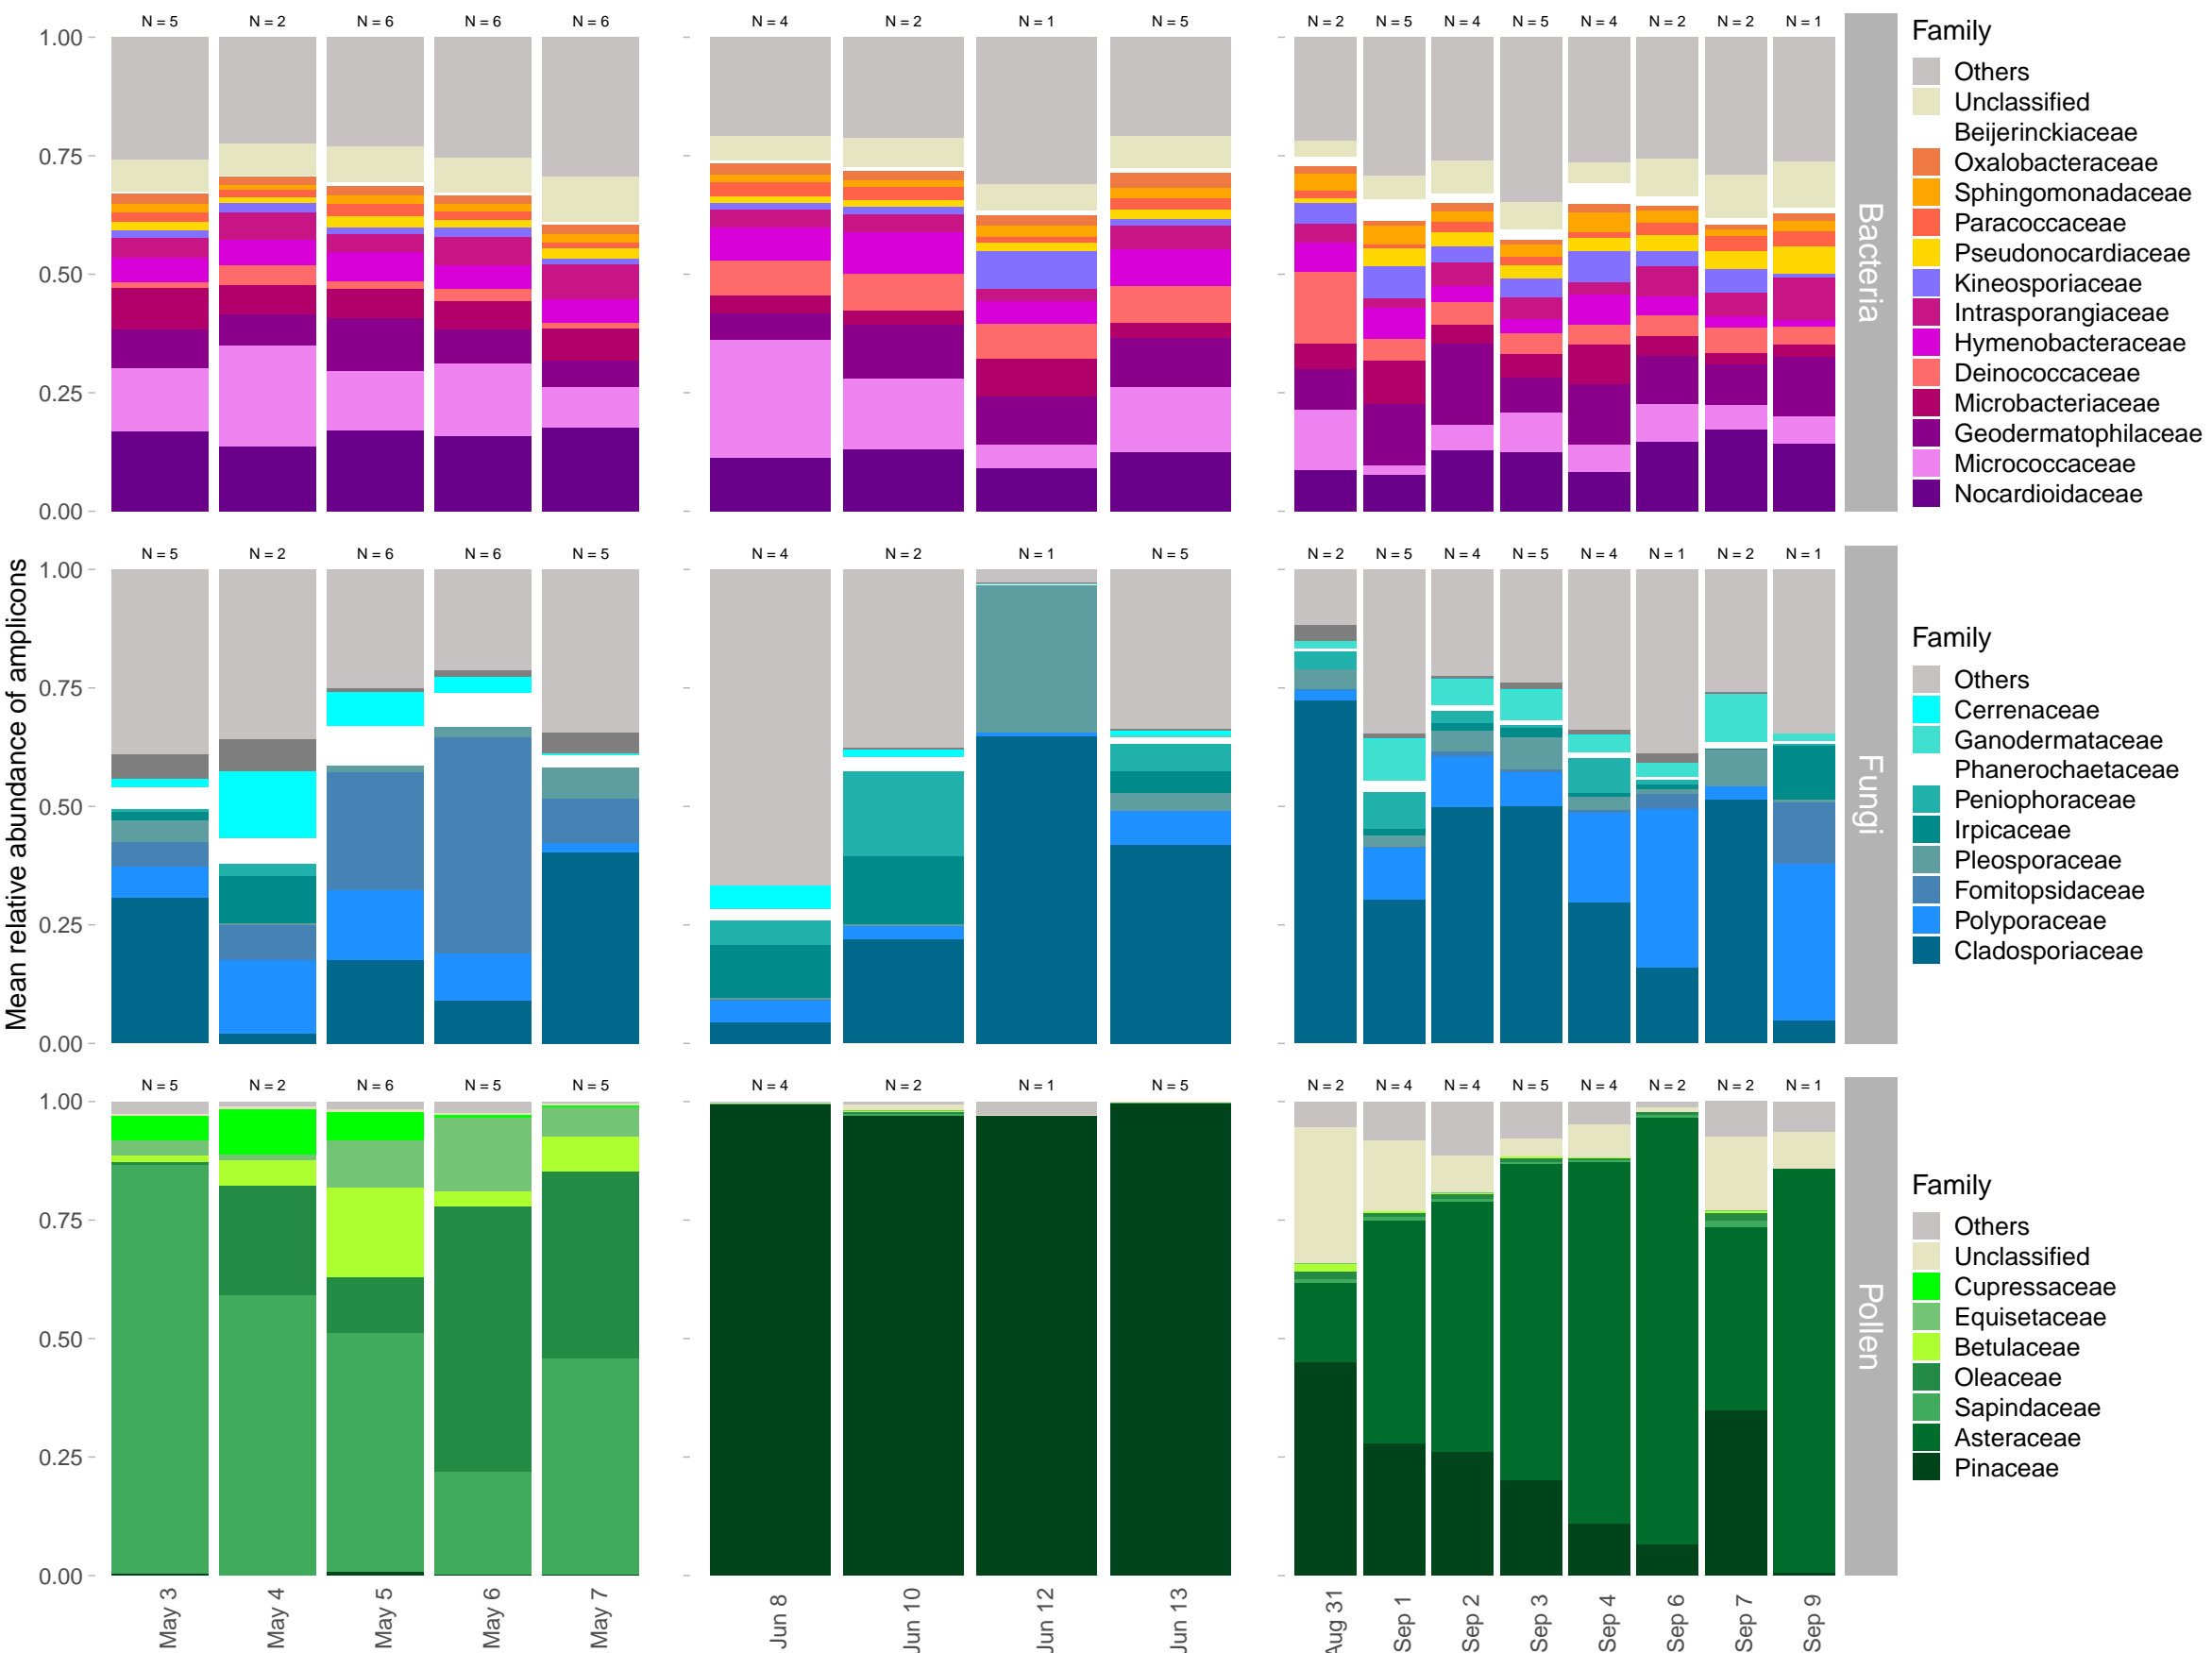 N = 5 N = 2 N = 6 N = 6 N = 6 N = 4 N = 2 N = 1 N = 5 N = 2 N = 5 N = 4 N = 5 N = 4 N = 6 N = 2 N = 1
1.00
0.75
0.50
0.25
0.00
Bacteria
Family
Others
Unclassified
Beijerinckiaceae
Oxalobacteraceae
Sphingomonadaceae
Paracoccaceae
Pseudonocardiaceae
Kineosporiaceae
Intrasporangiaceae
Hymenobacteraceae
Deinococcaceae
Microbacteriaceae
Geodermatophilaceae
Micrococcaceae
Nocardioidaceae
Mean relative abundance of amplicons
N = 5 N = 2 N = 6 N = 6 N = 5 N = 4 N = 2 N = 1 N = 5 N = 2 N = 5 N = 4 N = 5 N = 4 N = 1 N = 2 N = 1
1.00
0.75
0.50
0.25
0.00
Fungi
Family
Others
Cerrenaceae
Ganodermataceae
Phanerochaetaceae
Peniophoraceae
Irpicaceae
Pleosporaceae
Fomitopsidaceae
Polyporaceae
Cladosporiaceae
N = 5 N = 2 N = 6 N = 5 N = 5 N = 4 N = 2 N = 1 N = 5 N = 2 N = 4 N = 4 N = 5 N = 4 N = 2 N = 2 N = 1
1.00
0.75
0.50
0.25
0.00
Pollen
Family
Others
Unclassified
Cupressaceae
Equisetaceae
Betulaceae
Oleaceae
Sapindaceae
Asteraceae
Pinaceae
May 3
May 4
May 5
May 6
May 7
Jun 8
Jun 10
Jun 12
Jun 13
Aug 31
Sep 1
Sep 2
Sep 3
Sep 4
Sep 6
Sep 7
Sep 9